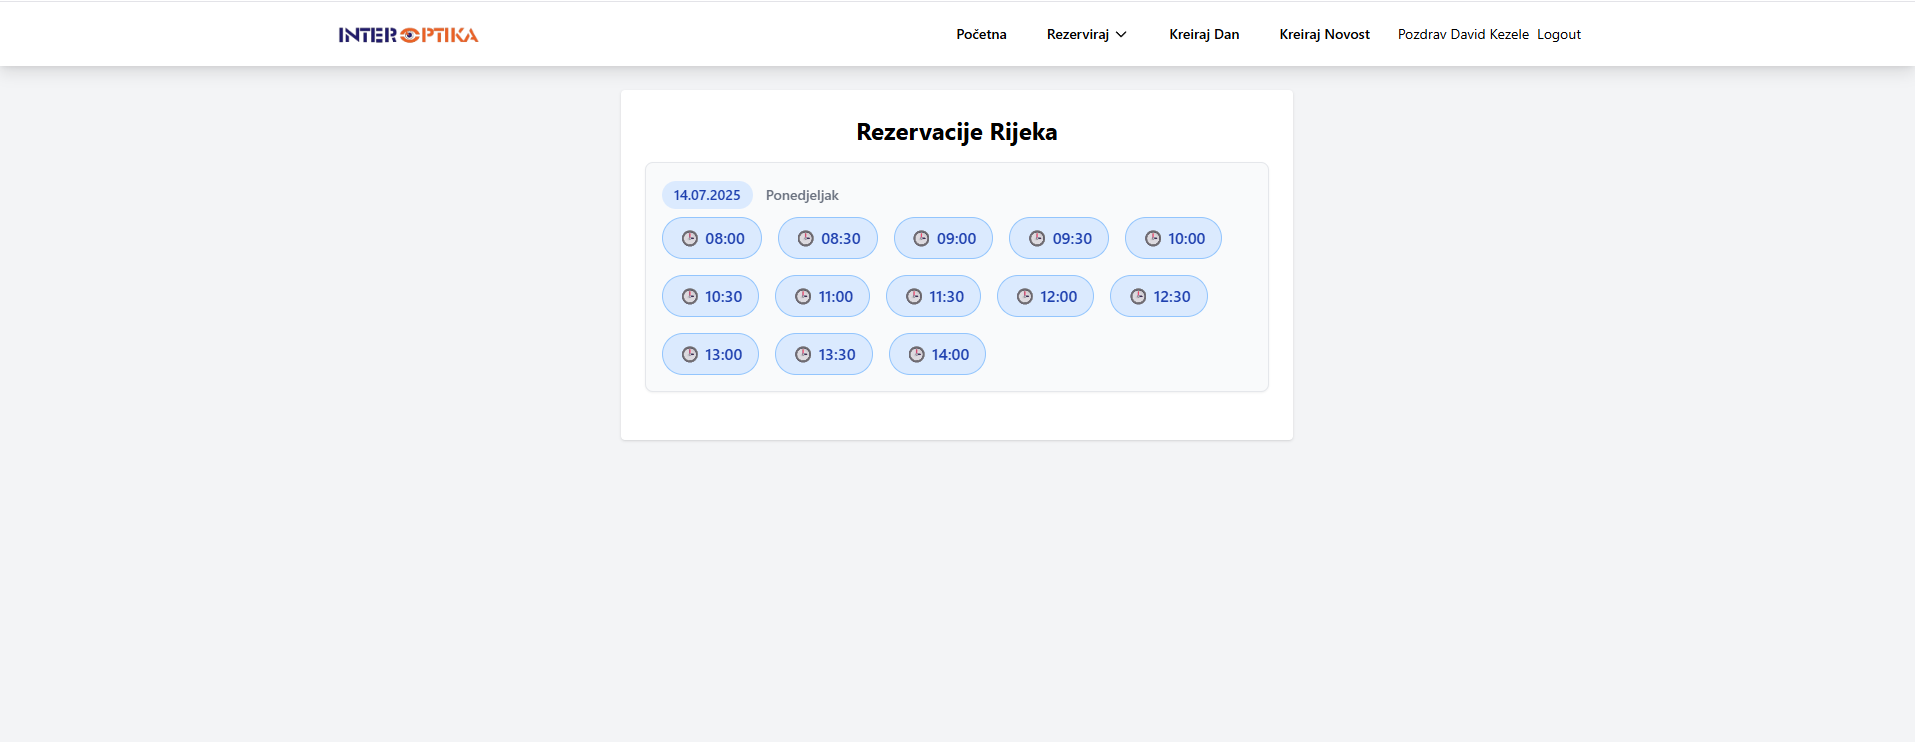 INTEROPTIKA Početna Rezerviraj Kreiraj Dan Kreiraj Novost Pozdrav David Kezele Logout
Rezervacije Rijeka
14.07.2025 Ponedjeljak
08:00 08:30 09:00 09:30 10:00
10:30 11:00 11:30 12:00 12:30
13:00 13:30 14:00